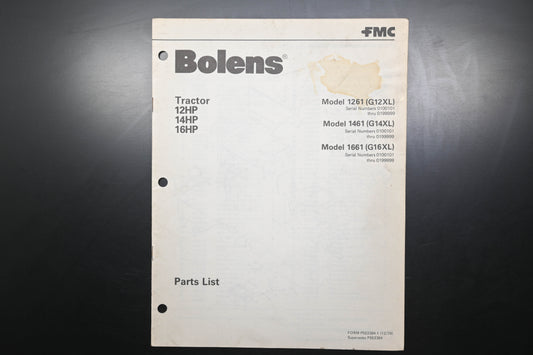 FMC
Bolens®
Tractor
12HP
14HP
16HP
Model 1261 (G12XL)
Serial Numbers 0100101
thru 0199999
Model 1461 (G14XL)
Serial Numbers 0100101
thru 0199999
Model 1661 (G16XL)
Serial Numbers 0100101
thru 0199999
Parts List